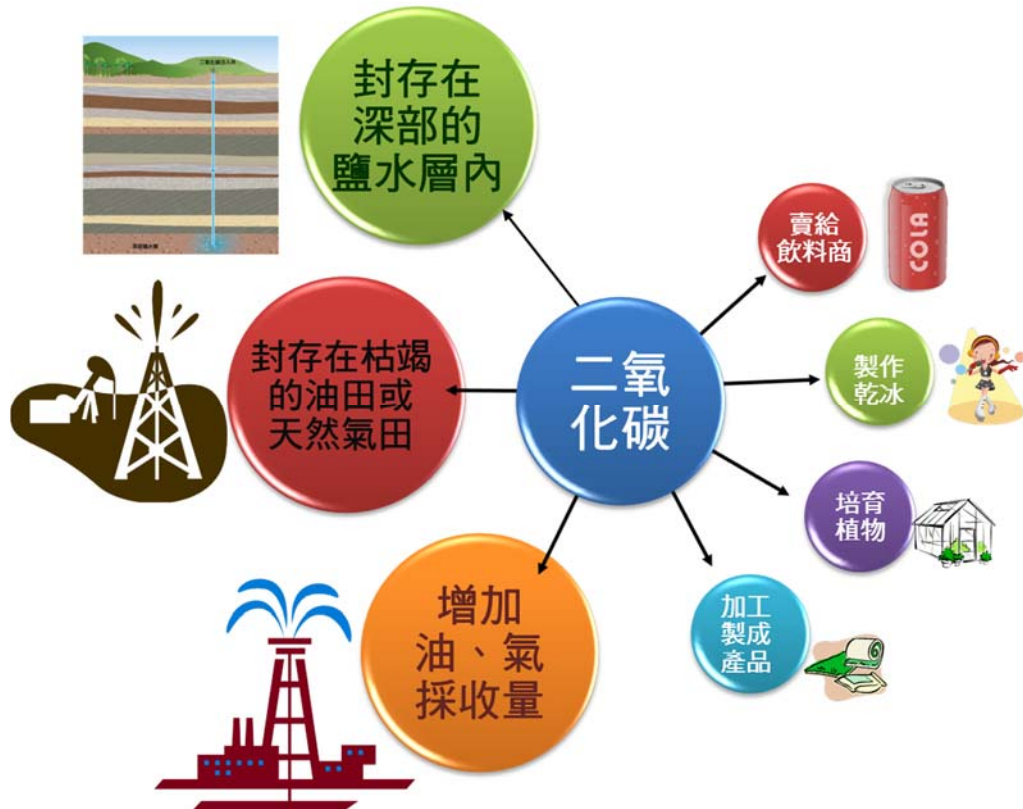 封存在
深部的
鹽水層內
賣給
飲料商
COLA
封存在枯竭
的油田或
天然氣田
二氧
化碳
製作
乾冰
培育
植物
增加
油、氣
採收量
加工
製成
產品